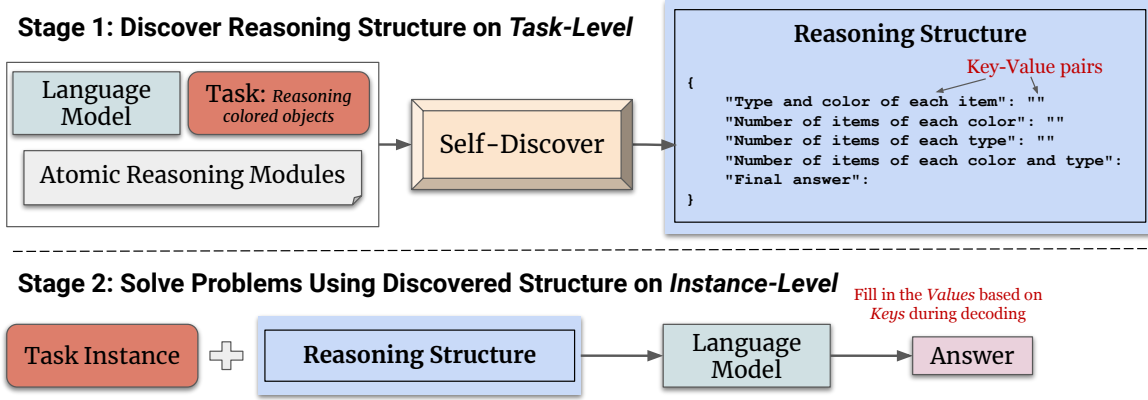 Stage 1: Discover Reasoning Structure on Task-Level
Language
Model
Task: Reasoning
colored objects
Atomic Reasoning Modules
Self-Discover
Reasoning Structure
Key-Value pairs
{
"Type and color of each item": ""
"Number of items of each color": ""
"Number of items of each type": ""
"Number of items of each color and type":
"Final answer":
}
Stage 2: Solve Problems Using Discovered Structure on Instance-Level
Task Instance
Reasoning Structure
Language
Model
Fill in the Values based on
Keys during decoding
Answer